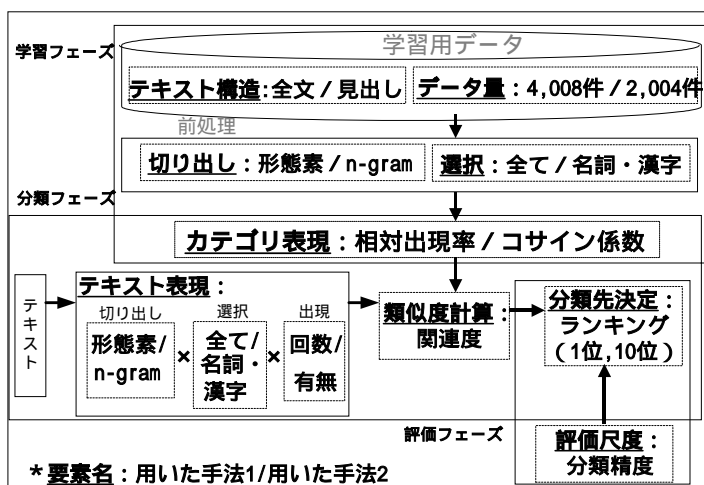 学習フェーズ
学習用データ
テキスト構造:全文/見出し
データ量：4,008件/2,004件
前処理
切り出し：形態素/n-gram
選択：全て/名詞・漢字
分類フェーズ
カテゴリ表現：相対出現率/コサイン係数
テキスト
テキスト表現：
切り出し
形態素/
n-gram
×
選択
全て/
名詞・
漢字
×
出現
回数/
有無
類似度計算：
関連度
分類先決定：
ランキング
(1位,10位)
評価フェーズ
評価尺度：
分類精度
*要素名：用いた手法1/用いた手法2